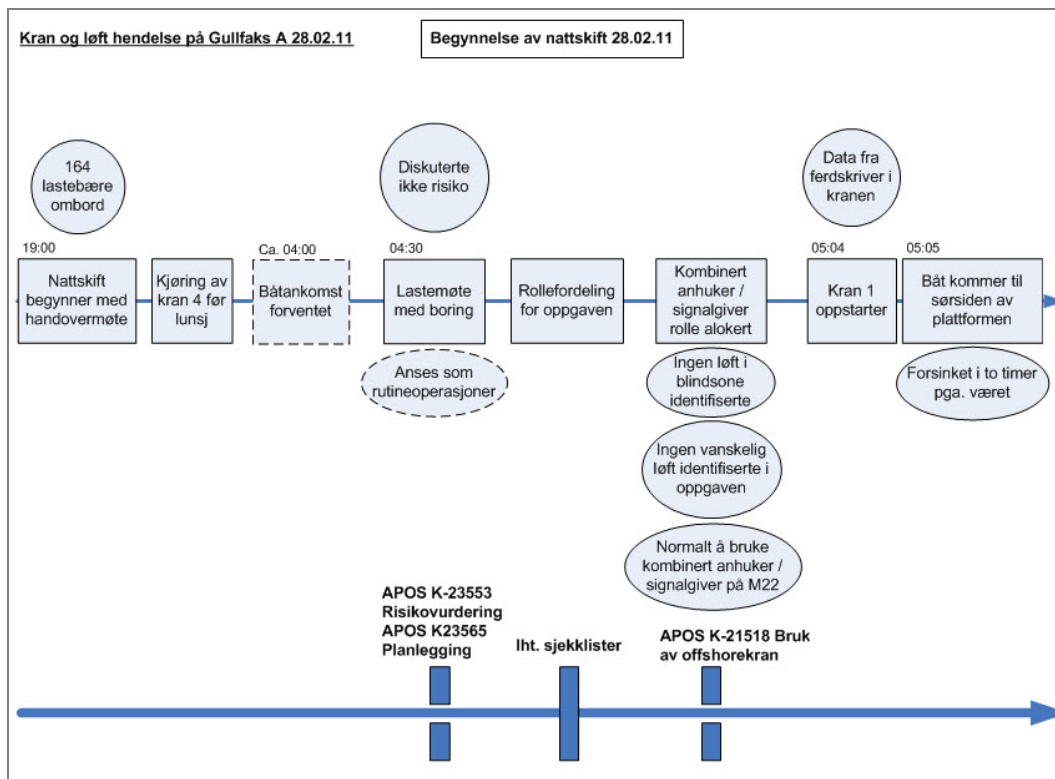 Kran og løft hendelse på Gullfaks A 28.02.11
Begynnelse av nattskift 28.02.11
164
lastebære
ombord
Diskuterte
ikke risiko
Data fra
ferdskriver i
kranen
19:00
Ca. 04:00
04:30
05:04
05:05
Nattskift
begynner med
handovermøte
Kjøring av
kran 4 før
lunsj
Båtankomst
forventet
Lastemøte
med boring
Rollefordeling
for oppgaven
Kombinert
anhuker /
signalgiver
rolle alokert
Kran 1
oppstarter
Båt kommer til
sørsiden av
plattformen
Anses som
rutineoperasjoner
Ingen løft i
blindsone
identifiserte
Forsinket i to timer
pga. været
Ingen vanskelig
løft identifiserte i
oppgaven
Normalt å bruke
kombinert anhuker /
signalgiver på M22
APOS K-23553
Risikovurdering
APOS K23565
Planlegging
Iht. sjekklister
APOS K-21518 Bruk
av offshorekran